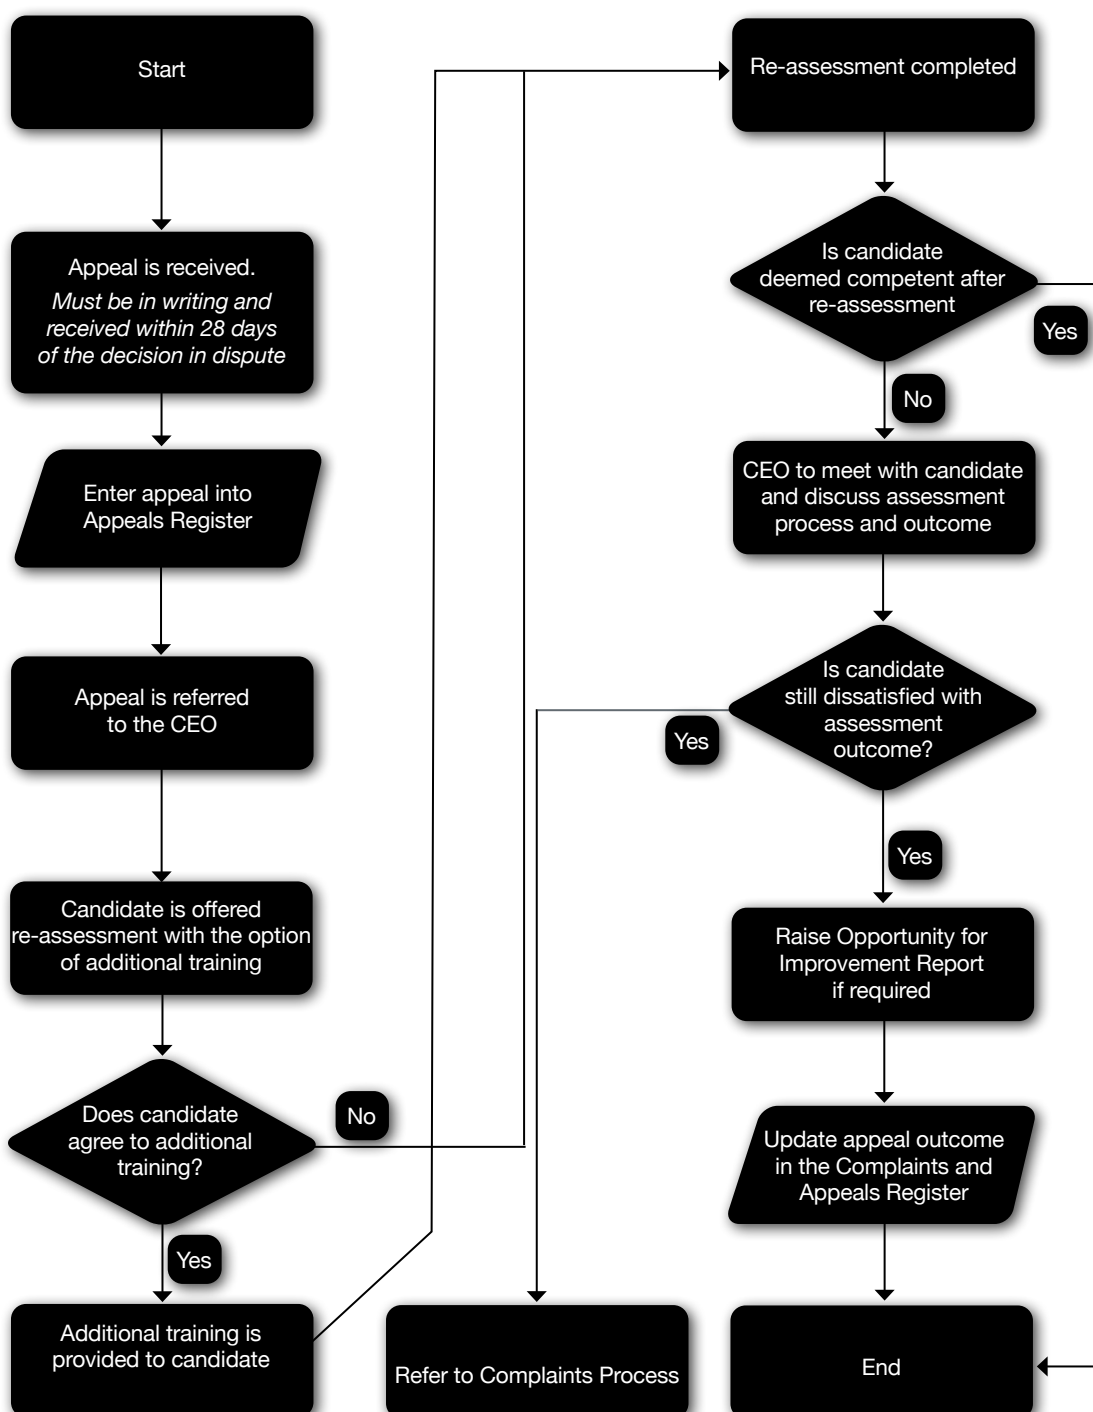 Start
Appeal is received.
Must be in writing and
received within 28 days
of the decision in dispute
Enter appeal into
Appeals Register
Appeal is referred
to the CEO
Candidate is offered
re-assessment with the option
of additional training
Does candidate
agree to additional
training?
No
Yes
Additional training is
provided to candidate
Re-assessment completed
Is candidate
deemed competent after
re-assessment
Yes
No
CEO to meet with candidate
and discuss assessment
process and outcome
Is candidate
still dissatisfied with
assessment
outcome?
Yes
Yes
Refer to Complaints Process
Raise Opportunity for
Improvement Report
if required
Update appeal outcome
in the Complaints and
Appeals Register
End